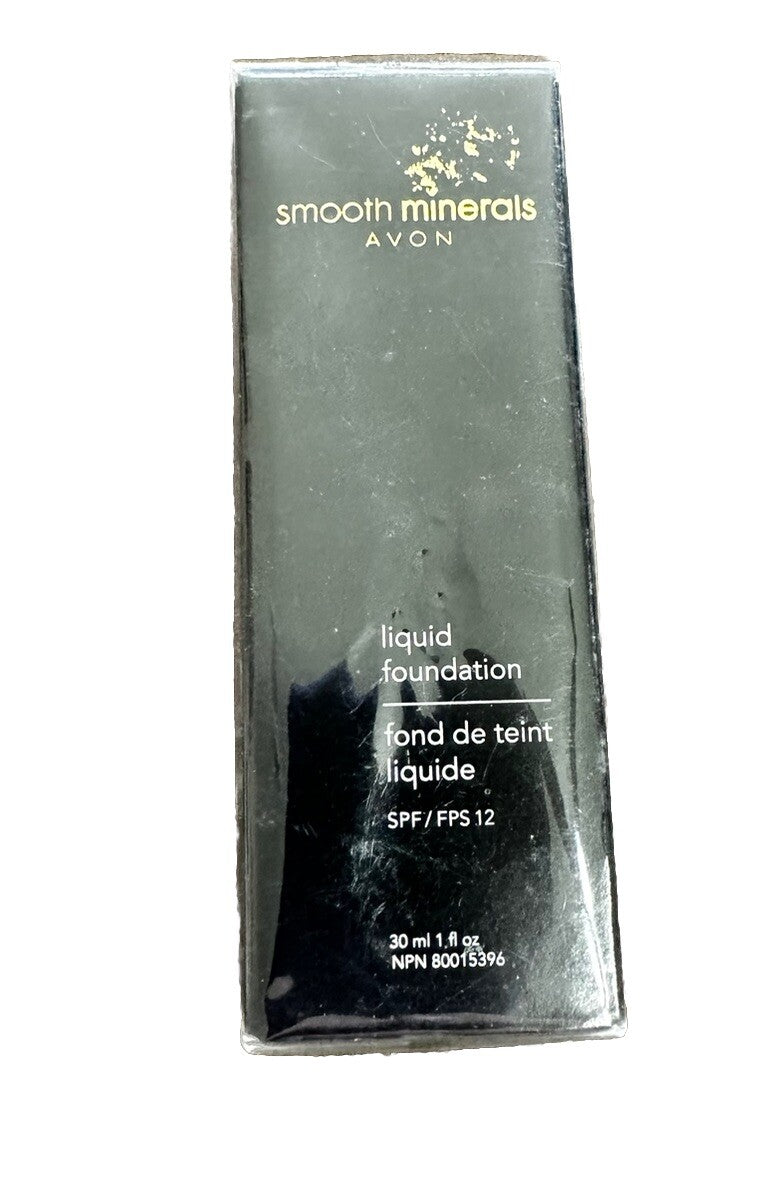 smooth minerals
AVON
liquid
foundation
fond de teint
liquide
SPF/FPS 12
30 ml 1 fl oz
NPN 80015396